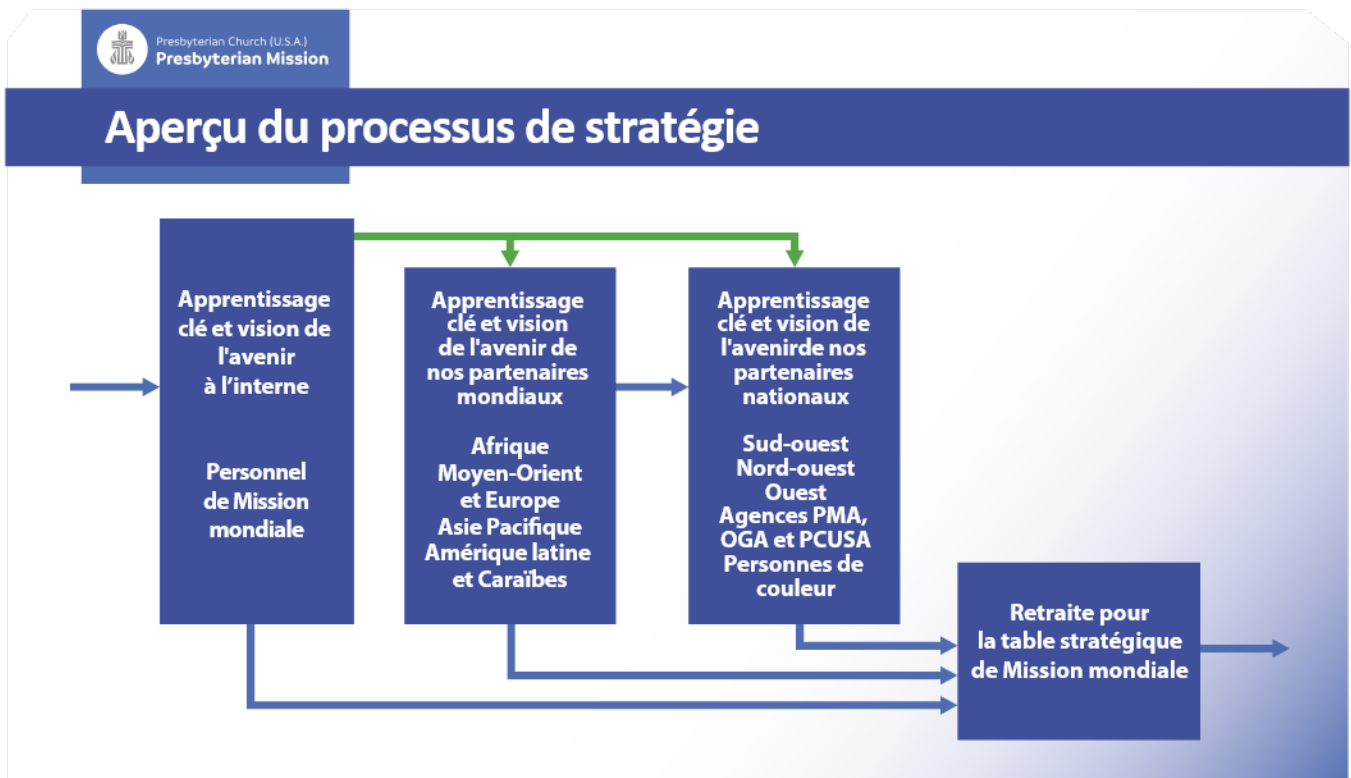 Presbyterian Church (U.S.A.)
Presbyterian Mission
Aperçu du processus de stratégie
Apprentissage
clé et vision de
l'avenir
à l’interne
Personnel
de Mission
mondiale
Apprentissage
clé et vision
de l'avenir de
nos partenaires
mondiaux
Afrique
Moyen-Orient
et Europe
Asie Pacifique
Amérique latine
et Caraïbes
Apprentissage
clé et vision de
l'avenirde nos
partenaires
nationaux
Sud-ouest
Nord-ouest
Ouest
Agences PMA,
OGA et PCUSA
Personnes de
couleur
Retraite pour
la table stratégique
de Mission mondiale